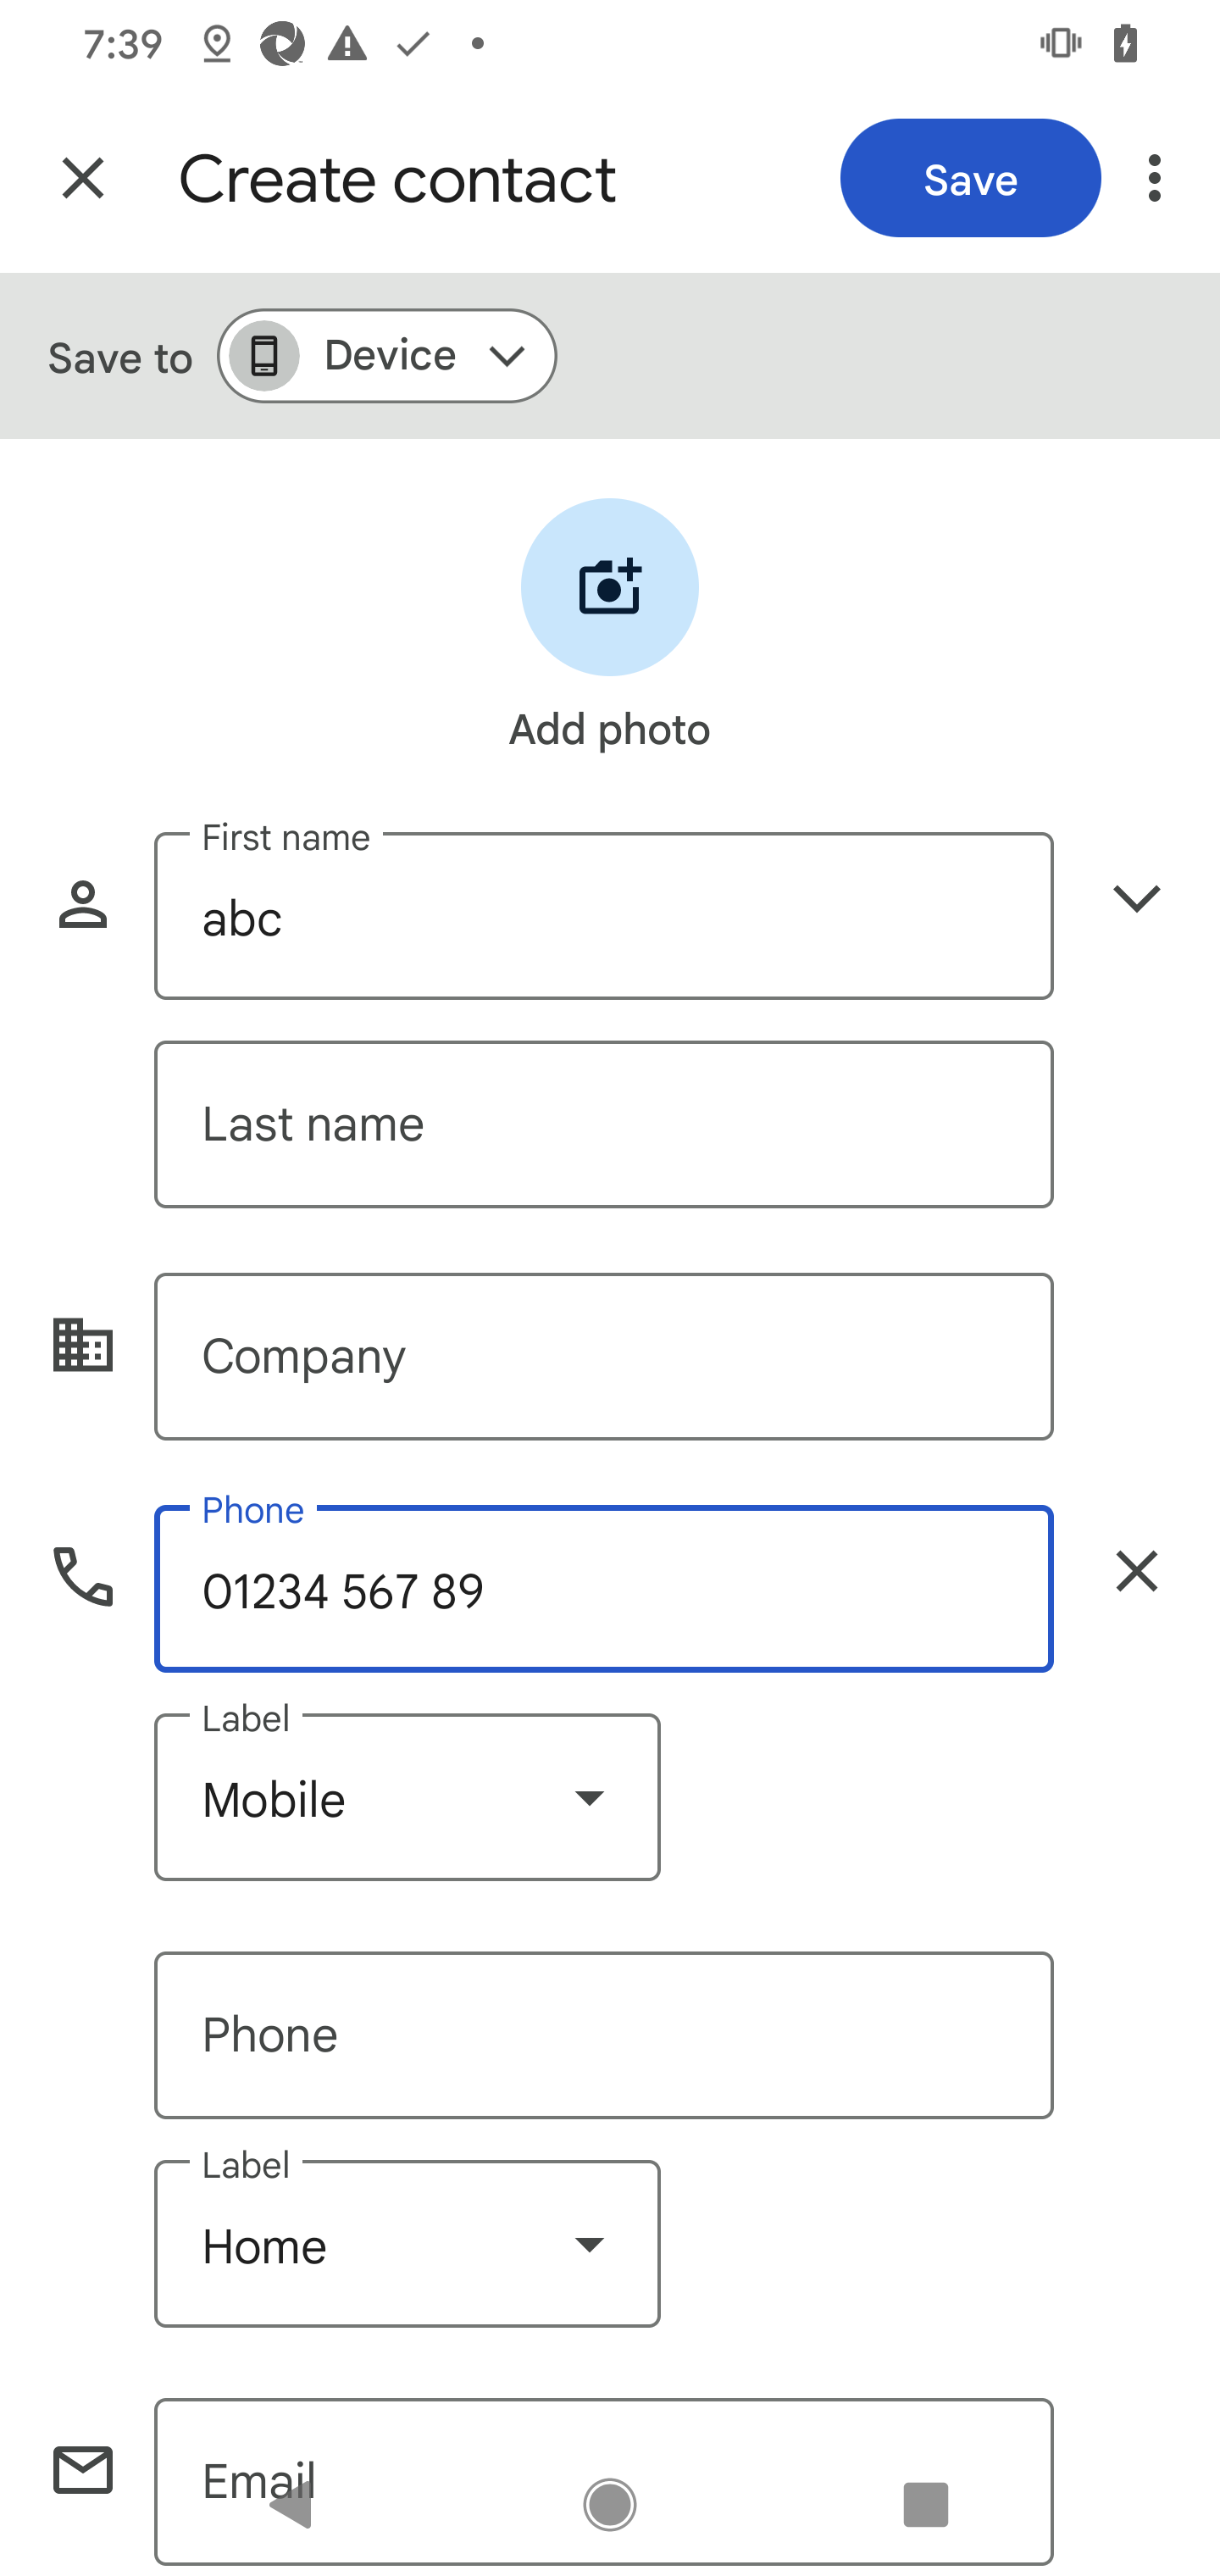 7:39
Create contact
Save
Save to
Device
Add photo
First name
abc
Last name
Company
Phone
01234 567 89
Label
Mobile
Phone
Label
Home
Email